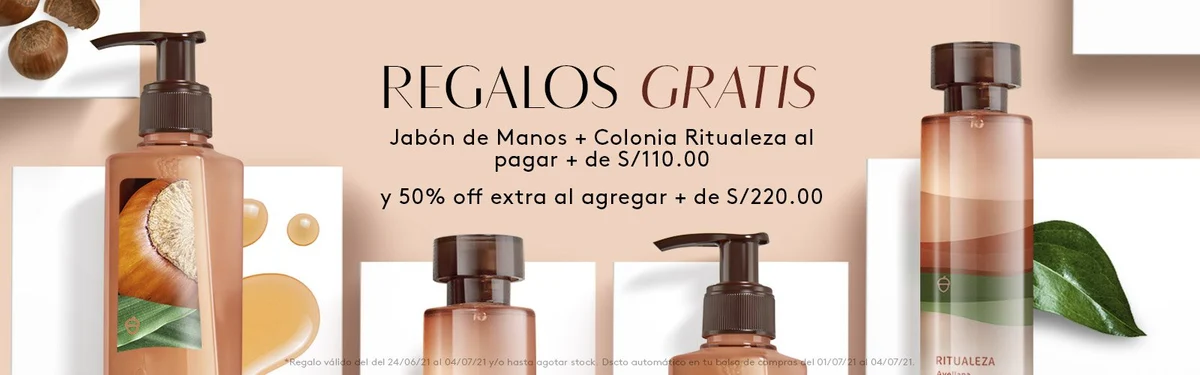 REGALOS GRATIS
Jabón de Manos + Colonia Ritualeza al
pagar + de S/110.00
y 50% off extra al agregar + de S/220.00
*Regalo válido del del 24/06/21 al 04/07/21 y/o hasta agotar stock. Dscto automático en tu bolsa de compras del 01/07/21 al 04/07/21.
RITUALEZA
Avellana